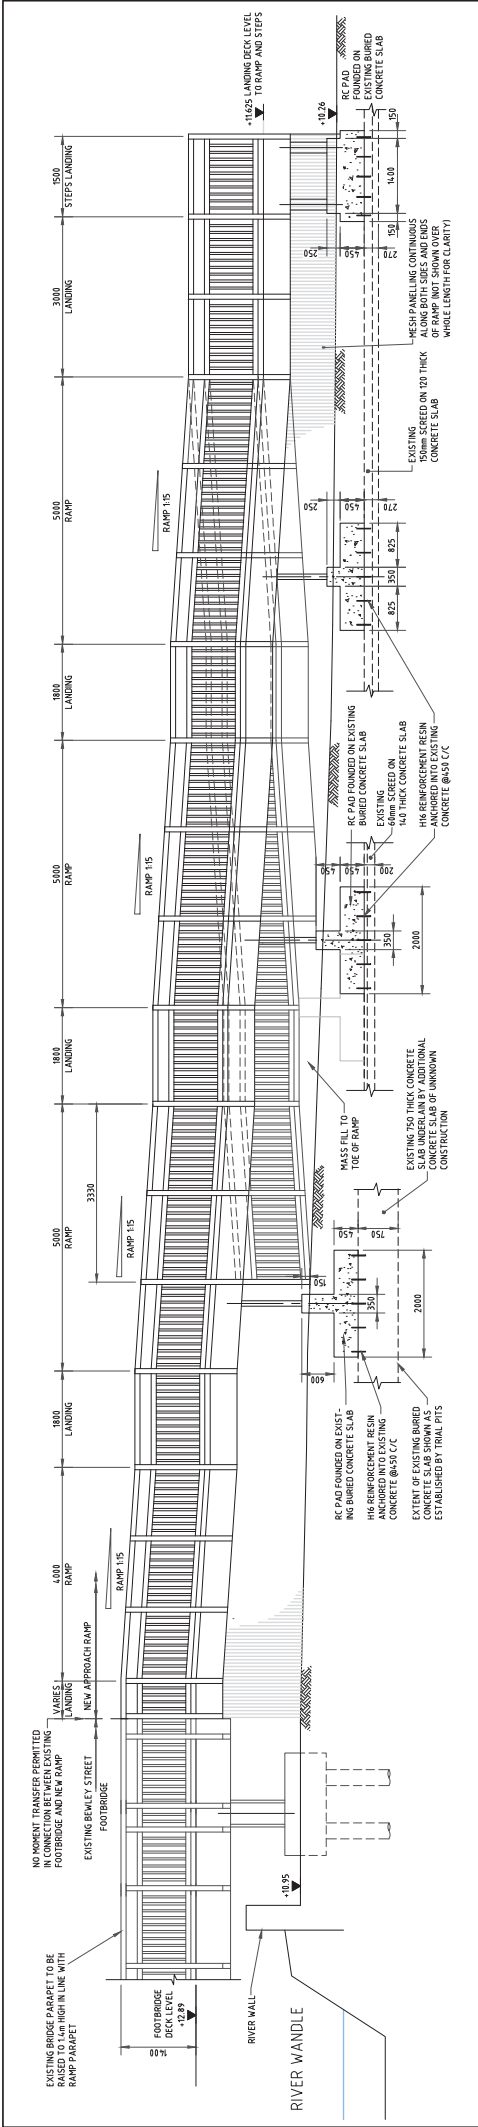 EXISTING BRIDGE PARAPET TO BE
RAISED TO 1.4m HIGH IN LINE WITH
RAMP PARAPET
NO MOMENT TRANSFER PERMITTED
IN CONNECTION BETWEEN EXISTING
FOOTBRIDGE AND NEW RAMP
EXISTING BEWLEY STREET
FOOTBRIDGE
NEW APPROACH RAMP
VARIES
LANDING
4000
RAMP
1800
LANDING
5000
RAMP
1800
LANDING
5000
RAMP
1800
LANDING
5000
RAMP
3000
LANDING
1500
STEPS LANDING
RAMP 1:15
RAMP 1:15
3330
RAMP 1:15
RAMP 1:15
+11.625 LANDING DECK LEVEL
TO RAMP AND STEPS
1400
FOOTBRIDGE
DECK LEVEL
+12.89
RIVER WALL
+10.95
RIVER WANDLE
600
150
450
750
350
2000
RC PAD FOUNDED ON EXIST-
ING BURIED CONCRETE SLAB
H16 REINFORCEMENT RESIN
ANCHORED INTO EXISTING
CONCRETE @450 C/C
EXTENT OF EXISTING BURIED
CONCRETE SLAB SHOWN AS
ESTABLISHED BY TRIAL PITS
MASS FILL TO
TOE OF RAMP
EXISTING 750 THICK CONCRETE
SLAB UNDERLAIN BY ADDITIONAL
CONCRETE SLAB OF UNKNOWN
CONSTRUCTION
450
450
200
350
2000
RC PAD FOUNDED ON EXISTING
BURIED CONCRETE SLAB
EXISTING
60mm SCREED ON
140 THICK CONCRETE SLAB
H16 REINFORCEMENT RESIN
ANCHORED INTO EXISTING
CONCRETE @450 C/C
250
450
270
825
350
825
EXISTING
150mm SCREED ON 120 THICK
CONCRETE SLAB
MESH PANELLING CONTINUOUS
ALONG BOTH SIDES AND ENDS
OF RAMP (NOT SHOWN OVER
WHOLE LENGTH FOR CLARITY)
250
450
270
150
1400
150
+10.26
RC PAD
FOUNDED ON
EXISTING BURIED
CONCRETE SLAB